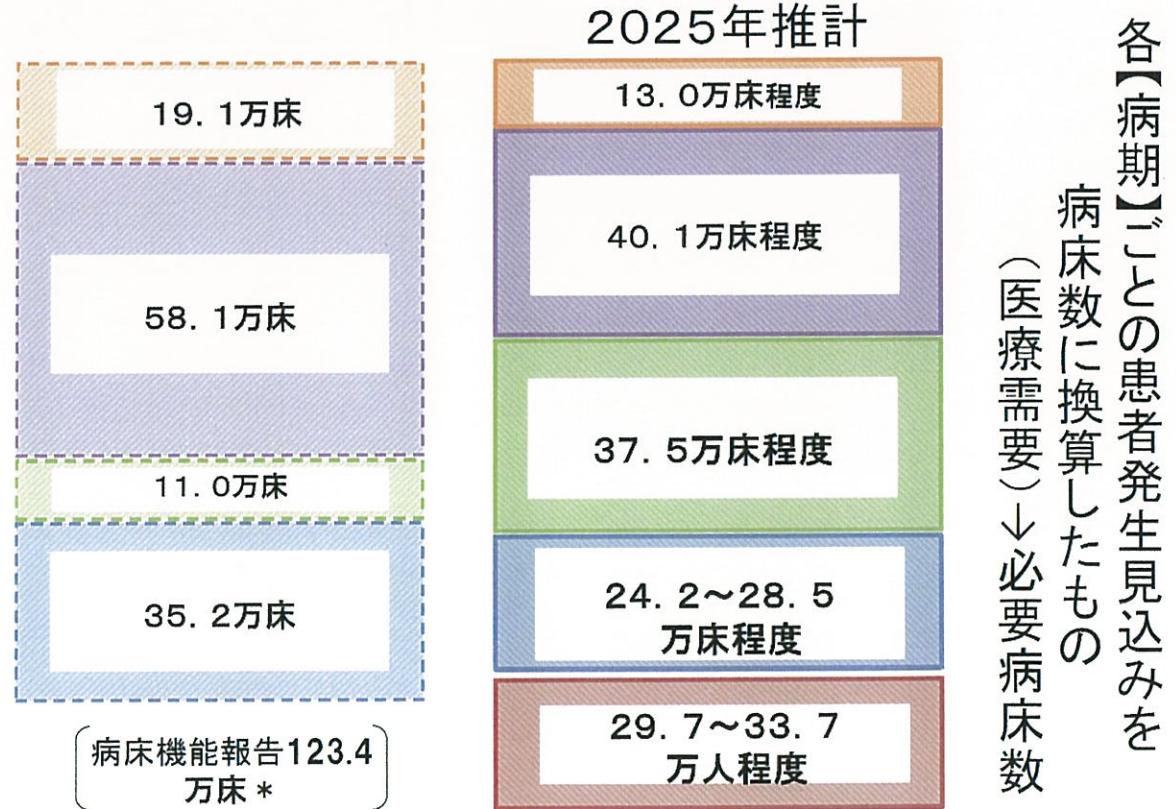 2025年推計
19. 1万床
58. 1万床
11. 0万床
35. 2万床
病床機能報告123.4
万床*
13. 0万床程度
40. 1万床程度
37. 5万床程度
24. 2～28. 5
万床程度
29. 7～33. 7
万人程度
各【病期】ごとの患者発生見込みを
病床数に換算したもの
（医療需要）→必要病床数